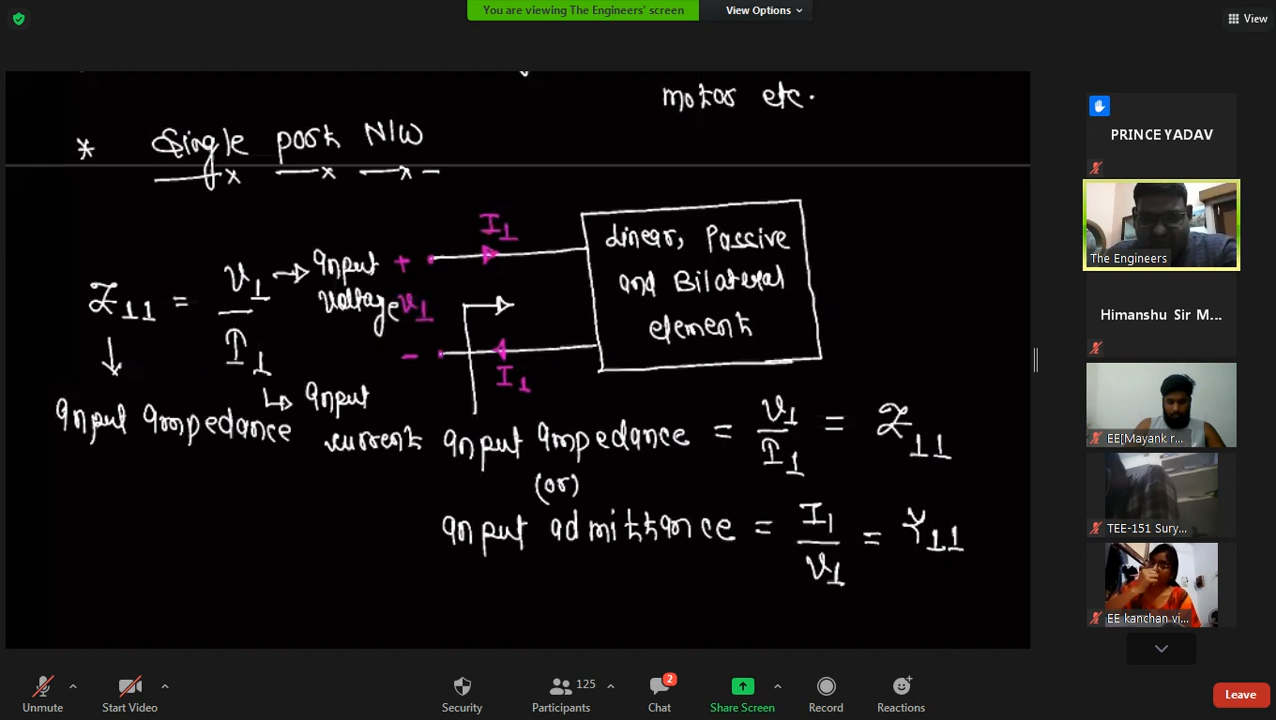 You are viewing The Engineers' screen
View Options
View
motor etc.
* Single port N/W
I1
Linear, Passive
and Bilateral
element
+
V1
-
I1
Z11 = V1 / I1
Input
voltage
Input Impedance
Input
current
Input Impedance = V1 / I1 = Z11
(or)
Input admittance = I1 / V1 = Y11
PRINCE YADAV
The Engineers
Himanshu Sir M...
EE[Mayank r...
TEE-151 Sury...
EE kanchan vi...
Unmute
Start Video
Security
125
Participants
2
Chat
Share Screen
Record
Reactions
Leave